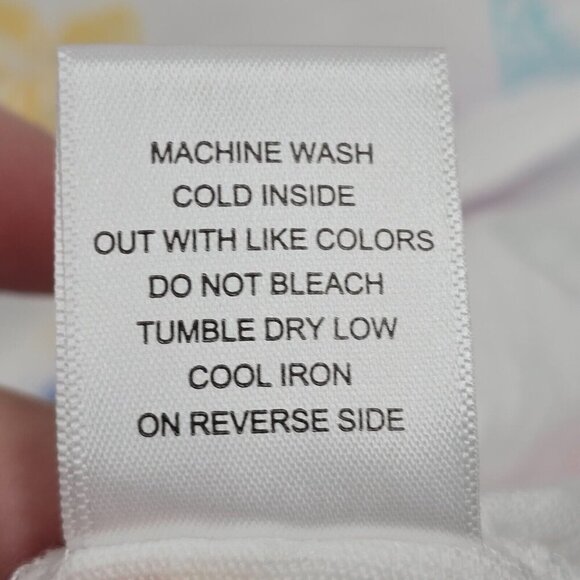 MACHINE WASH
COLD INSIDE
OUT WITH LIKE COLORS
DO NOT BLEACH
TUMBLE DRY LOW
COOL IRON
ON REVERSE SIDE